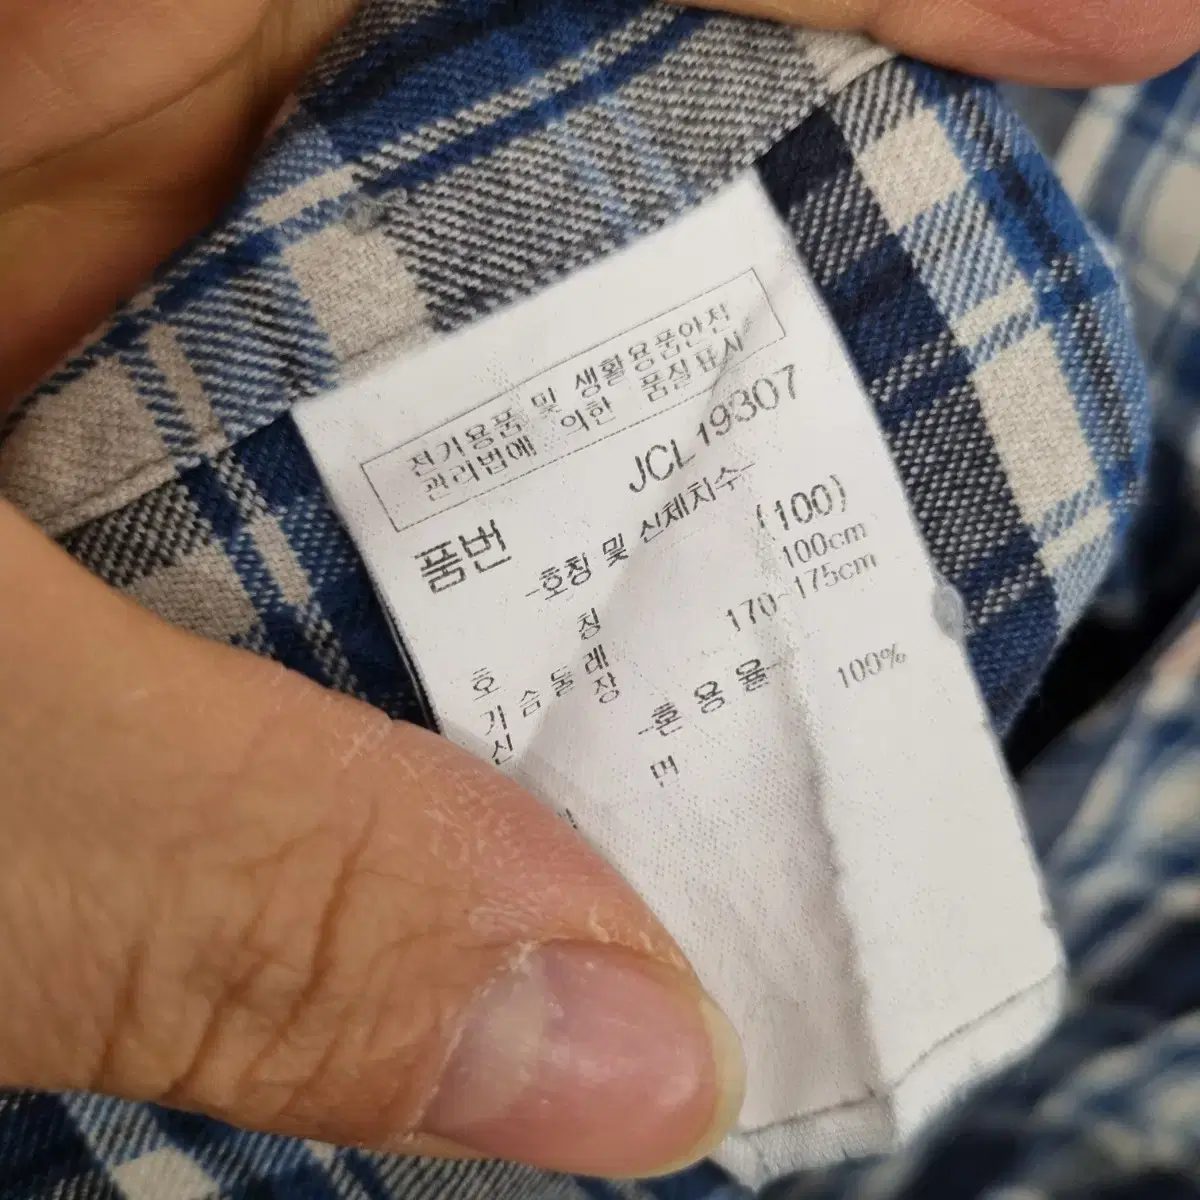 전기용품 및 생활용품안전
관리법에 의한 품질표시
품번 JCL 19307
-호칭 및 신체치수-
호 칭 (100)
가슴둘레 100cm
신 장 170~175cm
-혼 용 율-
면 100%